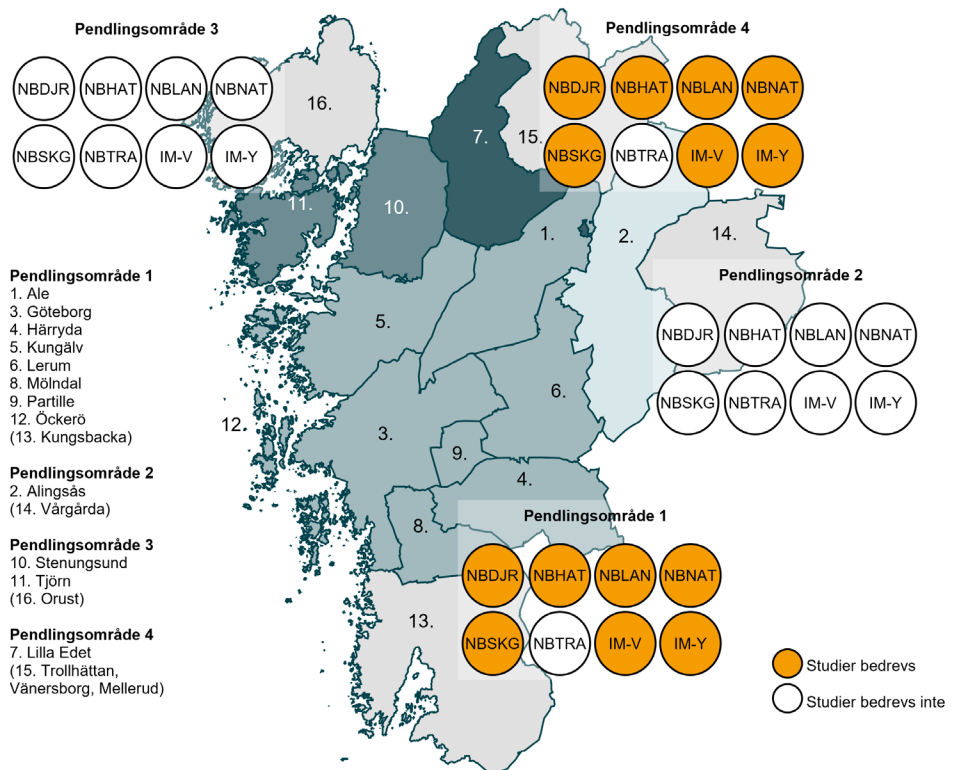 Pendlingsområde 3
NBDJR NBHAT NBLAN NBNAT
NBSKG NBTRA IM-V IM-Y
Pendlingsområde 4
NBDJR NBHAT NBLAN NBNAT
NBSKG NBTRA IM-V IM-Y
16.
7.
15.
11.
10.
1.
2.
14.
Pendlingsområde 2
NBDJR NBHAT NBLAN NBNAT
NBSKG NBTRA IM-V IM-Y
5.
6.
12.
3.
9.
4.
8.
13.
Pendlingsområde 1
NBDJR NBHAT NBLAN NBNAT
NBSKG NBTRA IM-V IM-Y
Pendlingsområde 1
1. Ale
3. Göteborg
4. Härryda
5. Kungälv
6. Lerum
8. Mölndal
9. Partille
12. Öckerö
(13. Kungsbacka)
Pendlingsområde 2
2. Alingsås
(14. Vårgårda)
Pendlingsområde 3
10. Stenungsund
11. Tjörn
(16. Orust)
Pendlingsområde 4
7. Lilla Edet
(15. Trollhättan,
Vänersborg, Mellerud)
Studier bedrevs
Studier bedrevs inte